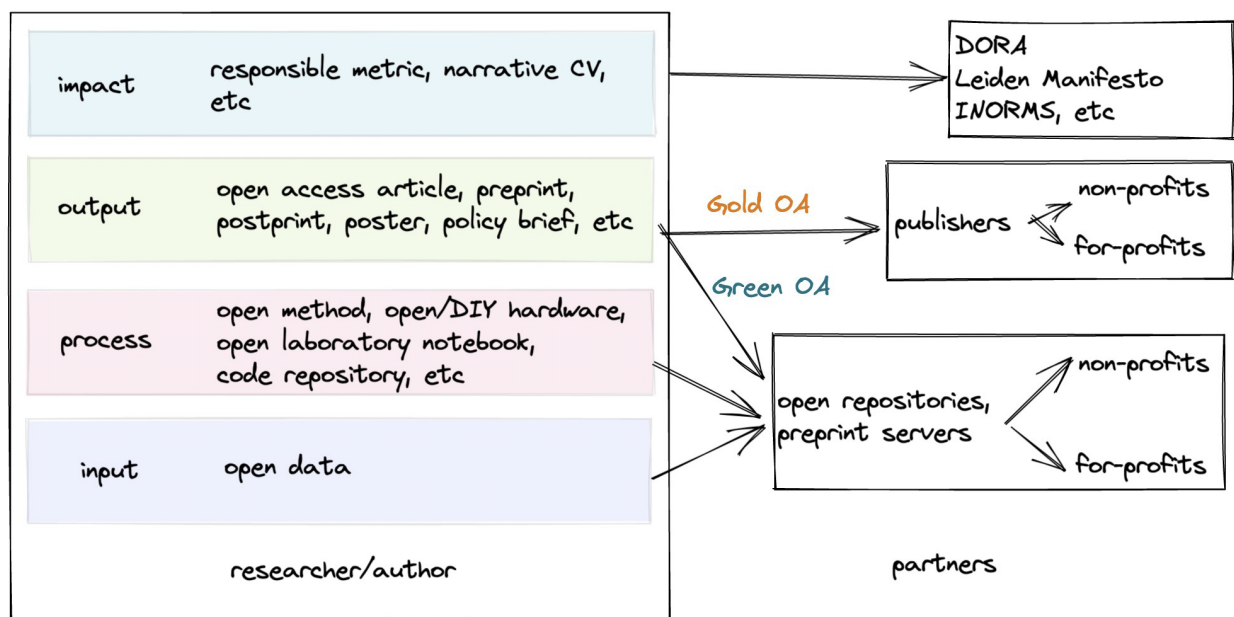 impact
responsible metric, narrative CV,
etc
output
open access article, preprint,
postprint, poster, policy brief, etc
process
open method, open/DIY hardware,
open laboratory notebook,
code repository, etc
input
open data
researcher/author
DORA
Leiden Manifesto
INORMS, etc
Gold OA
publishers
non-profits
for-profits
Green OA
open repositories,
preprint servers
non-profits
for-profits
partners